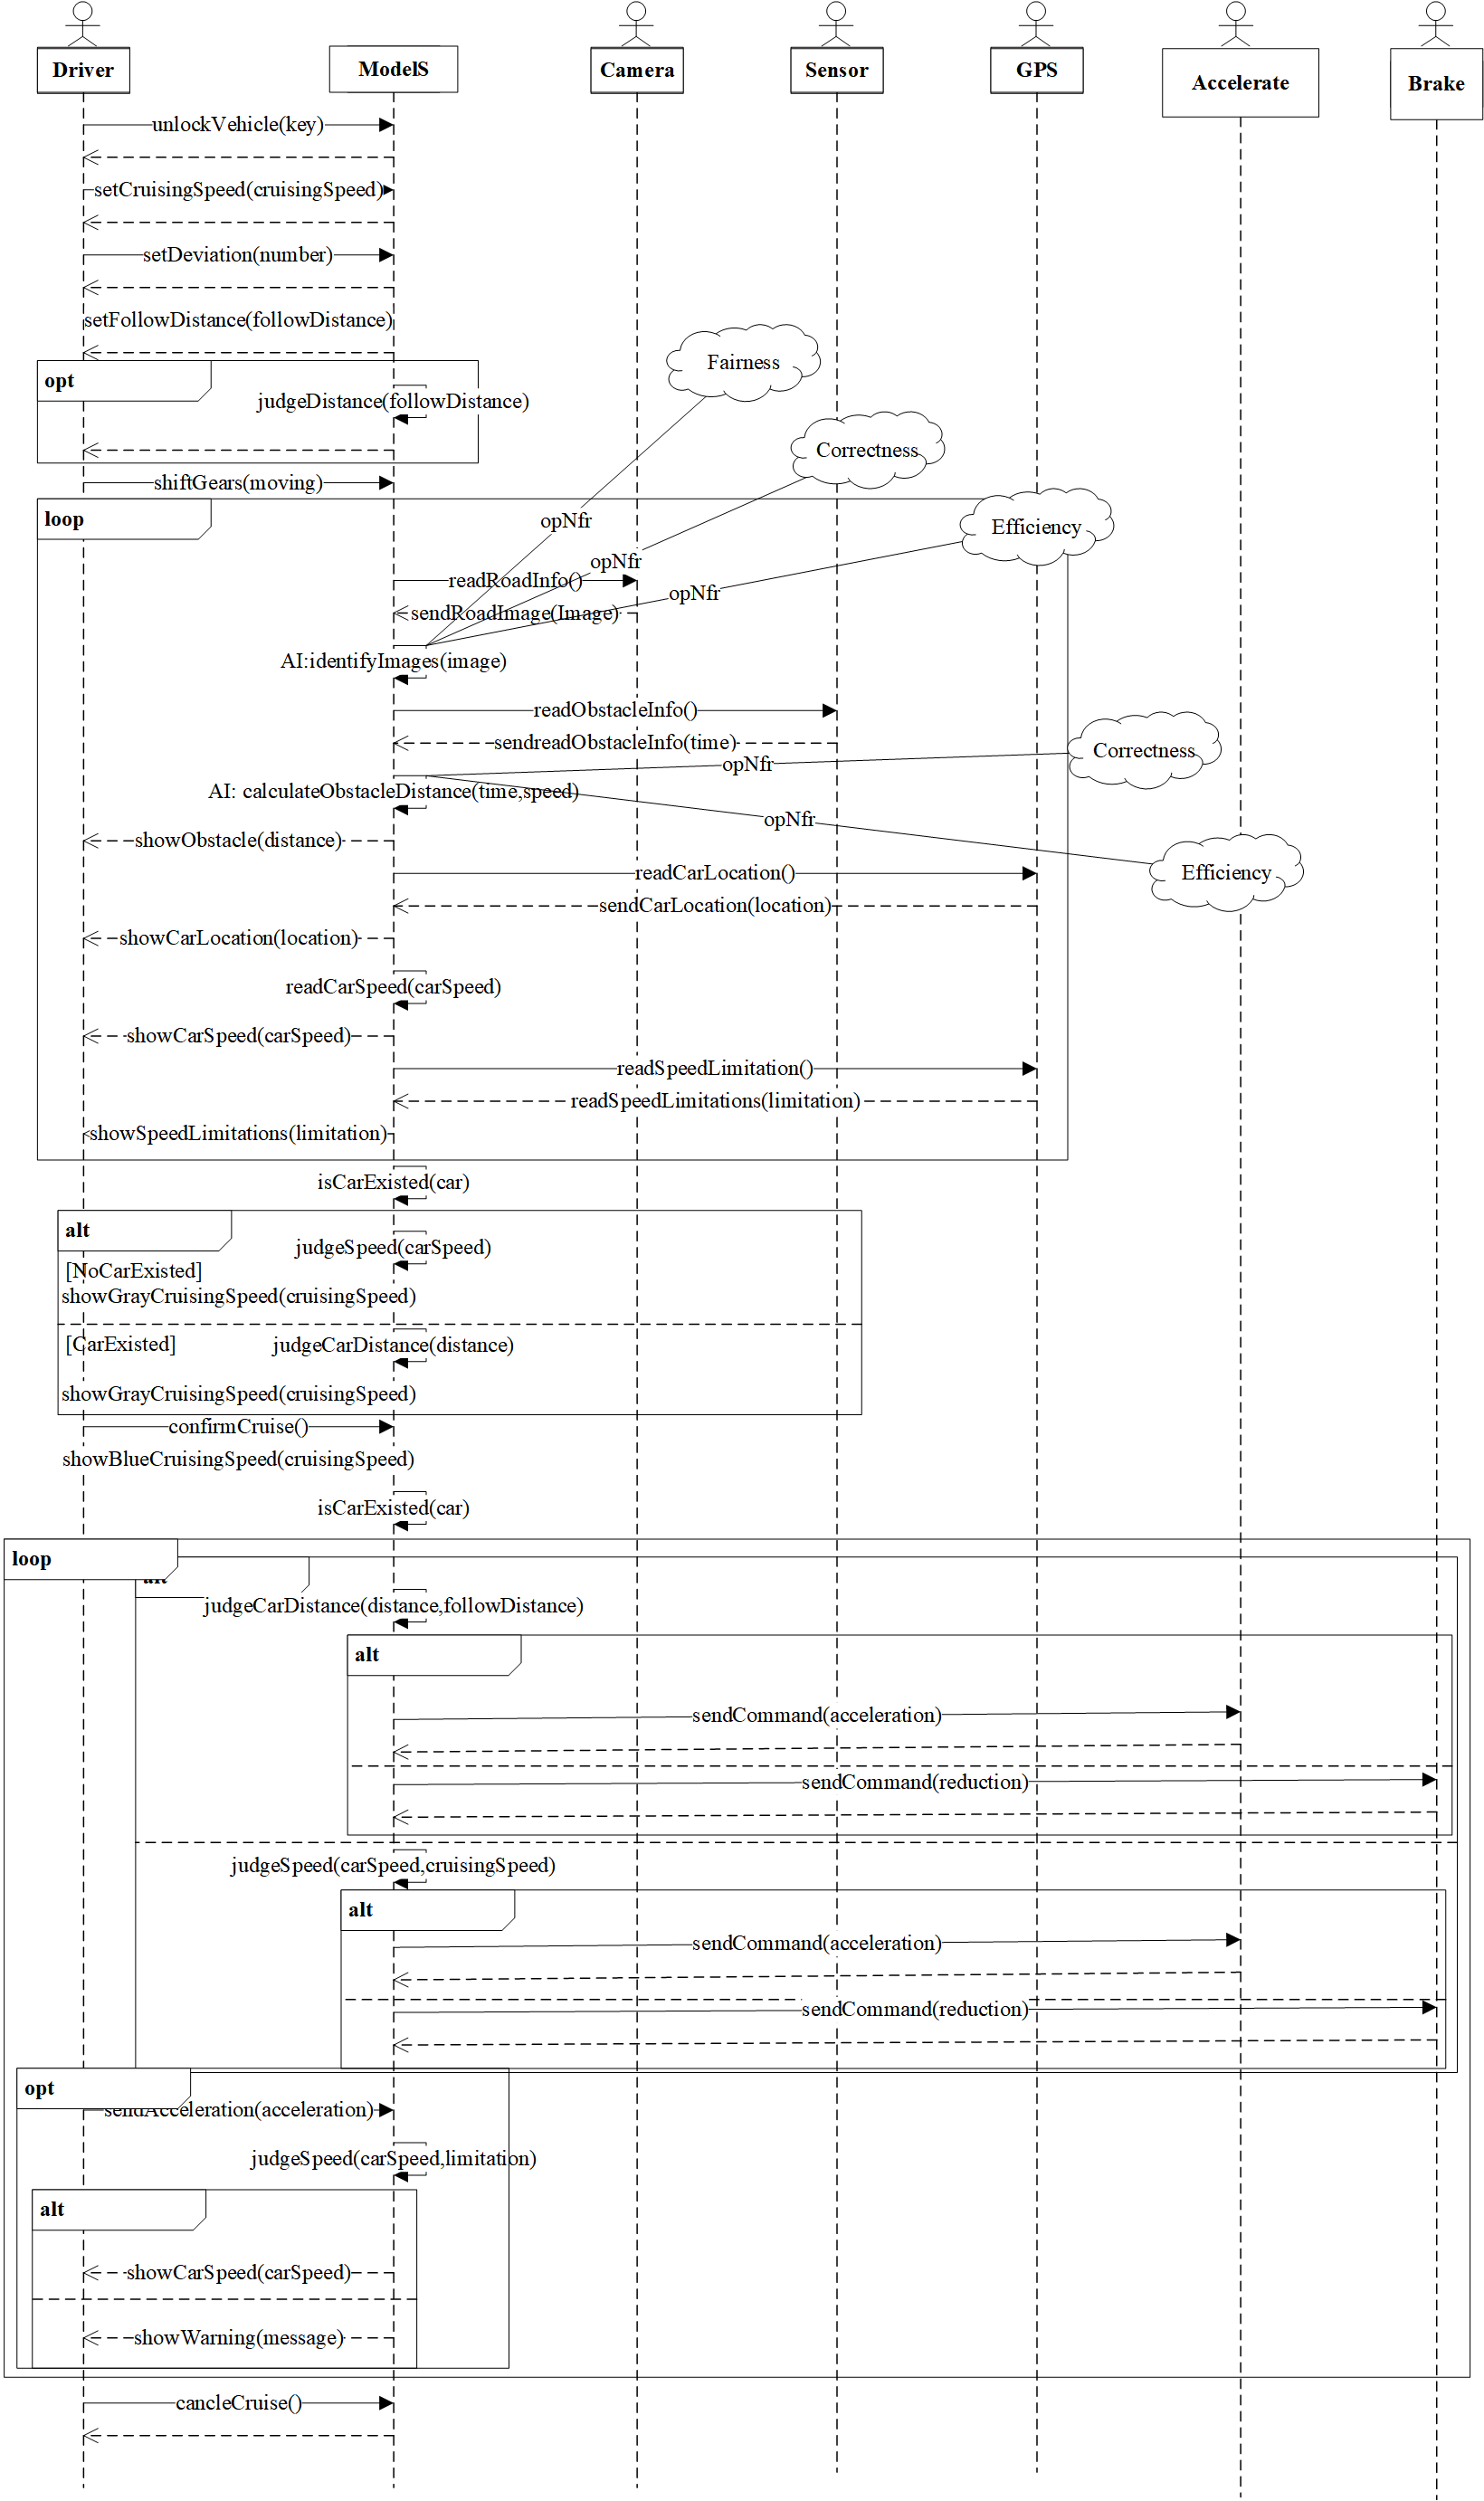 Driver
ModelS
Camera
Sensor
GPS
Accelerate
Brake
unlockVehicle(key)
setCruisingSpeed(cruisingSpeed)
setDeviation(number)
setFollowDistance(followDistance)
Fairness
opt
judgeDistance(followDistance)
Correctness
shiftGears(moving)
loop
opNfr
Efficiency
opNfr
readRoadInfo()
opNfr
sendRoadImage(Image)
AI:identifyImages(image)
readObstacleInfo()
sendreadObstacleInfo(time)
Correctness
opNfr
AI: calculateObstacleDistance(time,speed)
opNfr
showObstacle(distance)
readCarLocation()
Efficiency
sendCarLocation(location)
showCarLocation(location)
readCarSpeed(carSpeed)
showCarSpeed(carSpeed)
readSpeedLimitation()
readSpeedLimitations(limitation)
showSpeedLimitations(limitation)
isCarExisted(car)
alt
judgeSpeed(carSpeed)
[NoCarExisted]
showGrayCruisingSpeed(cruisingSpeed)
[CarExisted]
judgeCarDistance(distance)
showGrayCruisingSpeed(cruisingSpeed)
confirmCruise()
showBlueCruisingSpeed(cruisingSpeed)
isCarExisted(car)
loop
alt
judgeCarDistance(distance,followDistance)
alt
sendCommand(acceleration)
sendCommand(reduction)
judgeSpeed(carSpeed,cruisingSpeed)
alt
sendCommand(acceleration)
sendCommand(reduction)
opt
sendAcceleration(acceleration)
judgeSpeed(carSpeed,limitation)
alt
showCarSpeed(carSpeed)
showWarning(message)
cancleCruise()